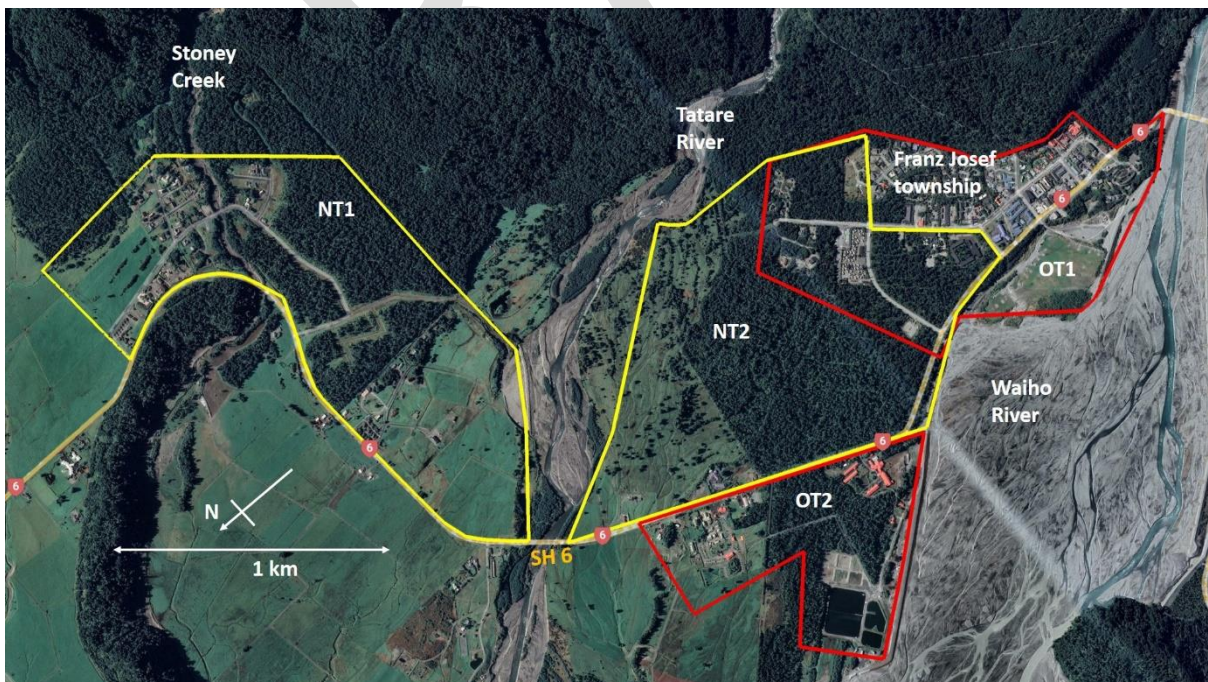 Stoney
Creek
Tatare
River
6
Franz Josef
township
6
NT1
OT1
NT2
Waiho
River
6
6
6
OT2
N
6
SH 6
1 km